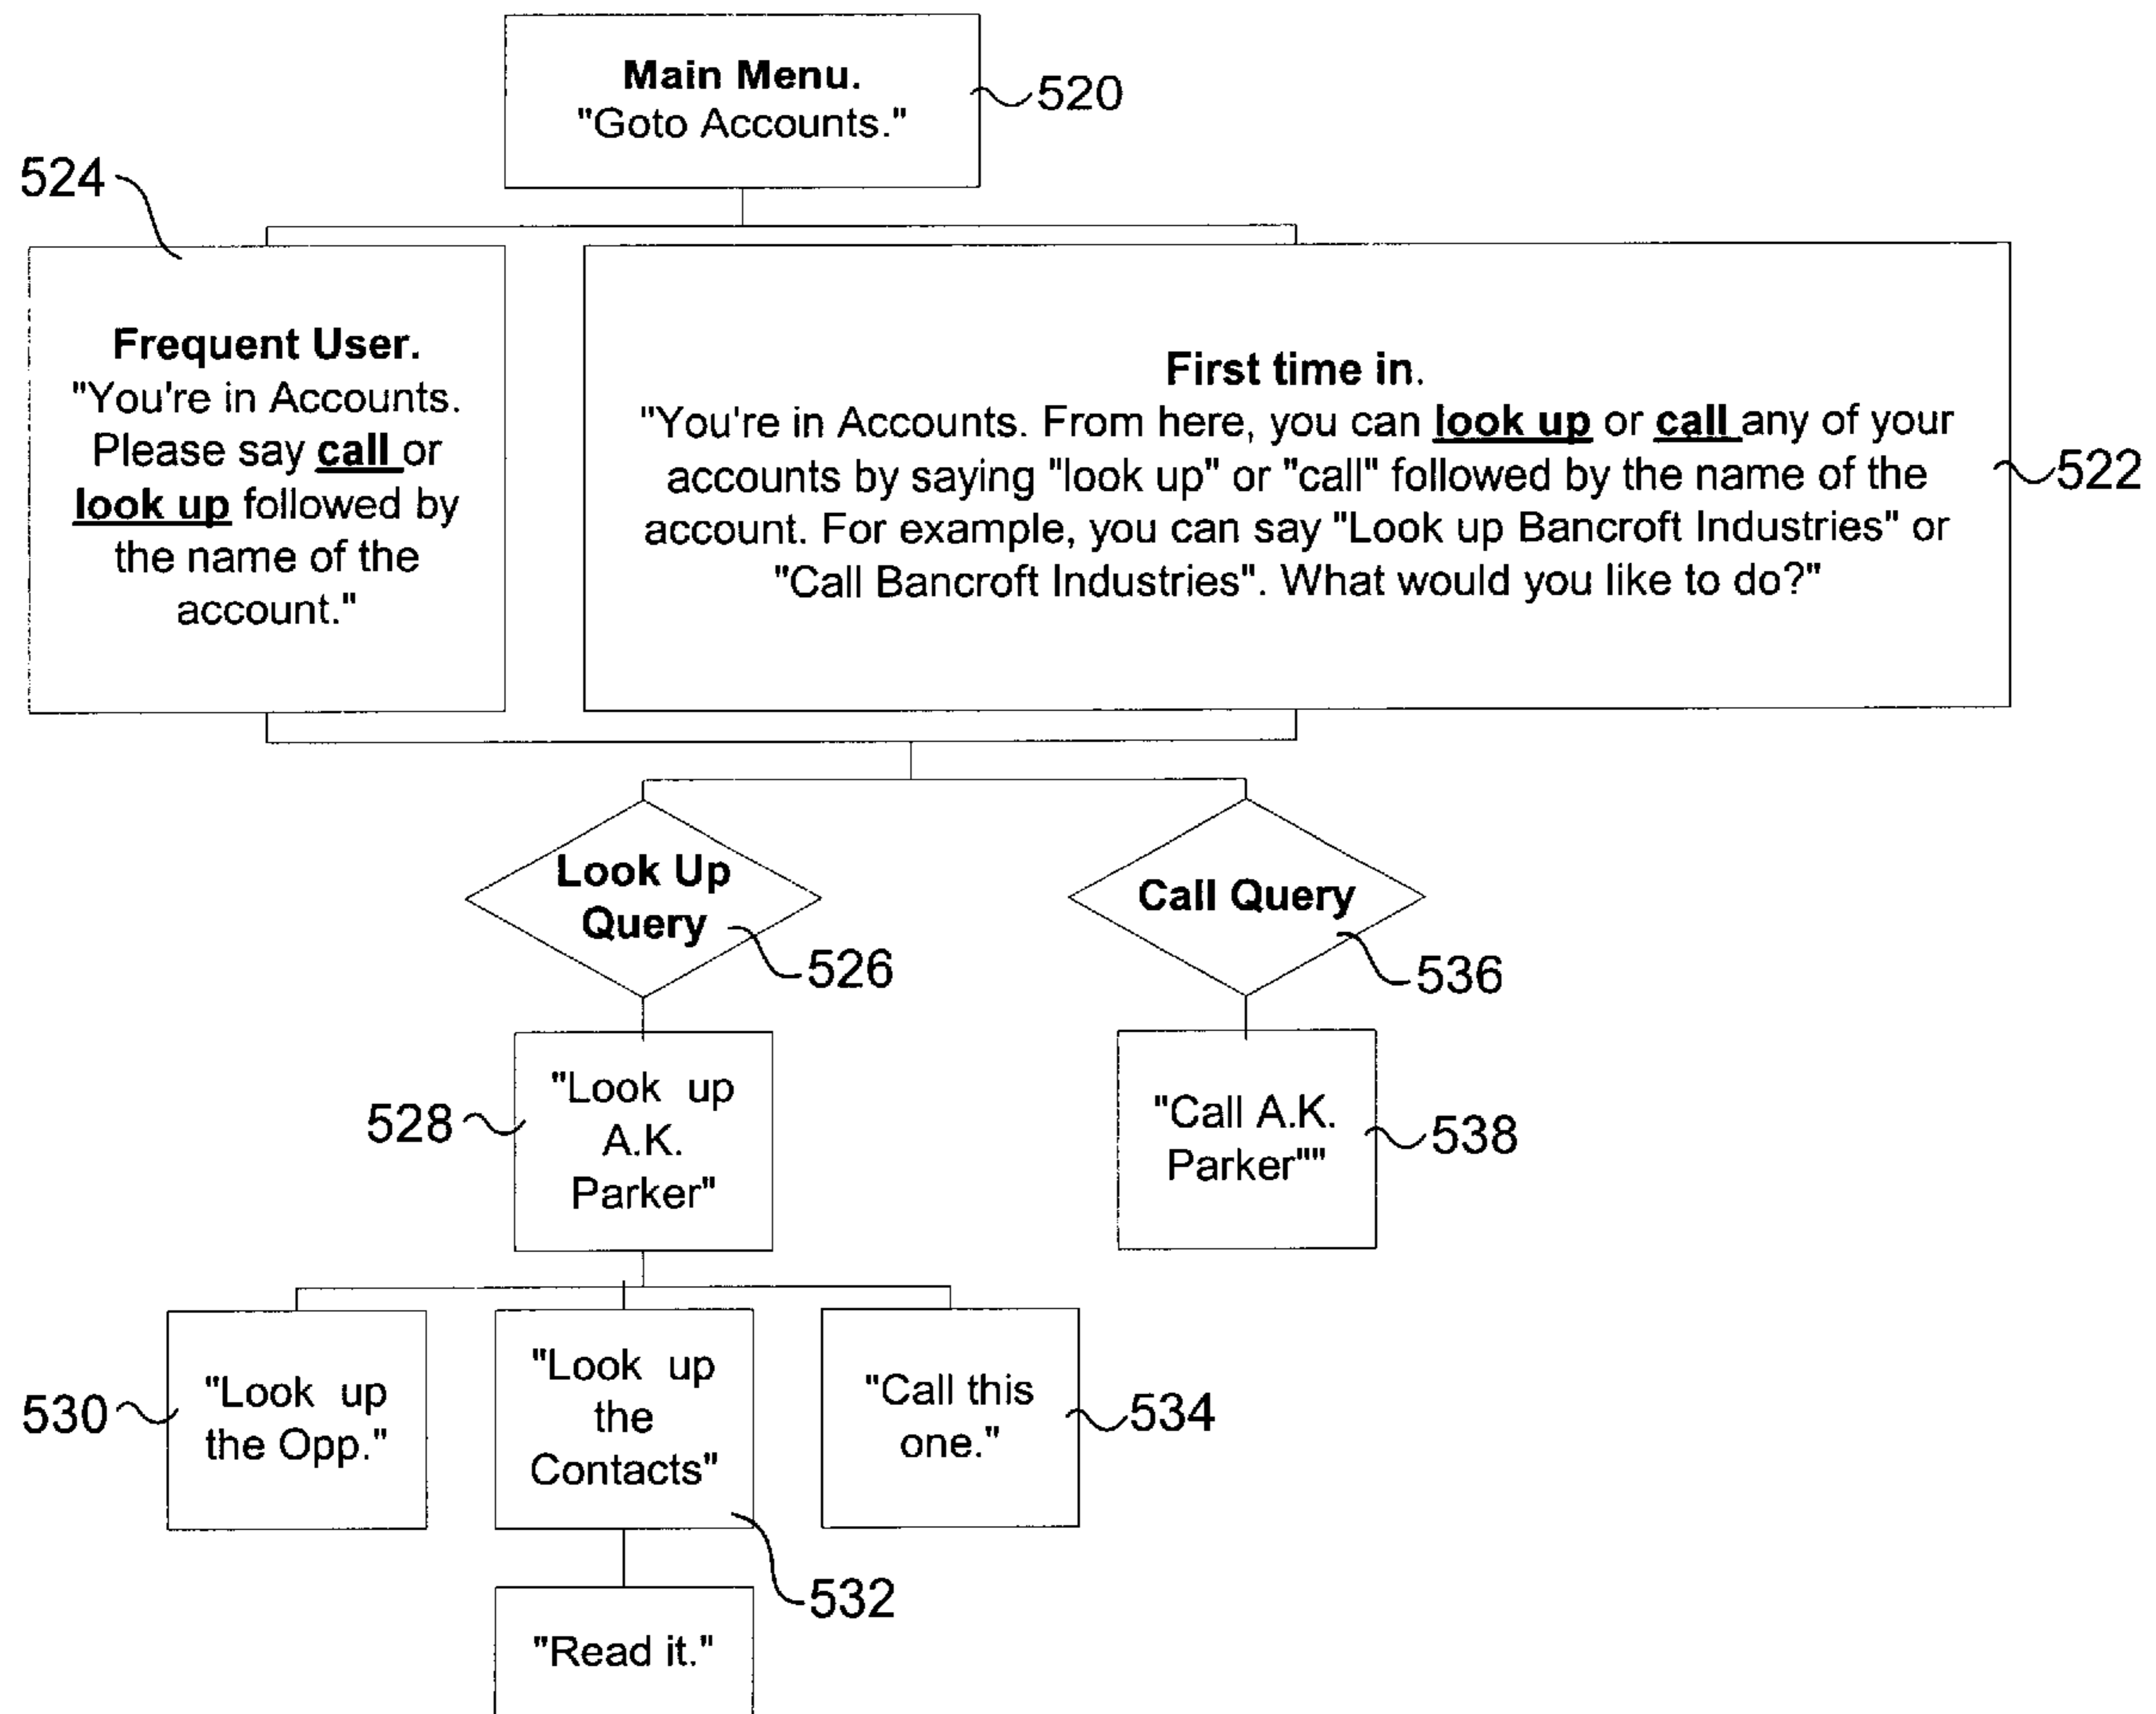 Main Menu.
"Goto Accounts."
520
524
Frequent User.
"You're in Accounts.
Please say call or
look up followed by
the name of the
account."
First time in.
"You're in Accounts. From here, you can look up or call any of your
accounts by saying "look up" or "call" followed by the name of the
account. For example, you can say "Look up Bancroft Industries" or
"Call Bancroft Industries". What would you like to do?"
522
Look Up
Query
526
Call Query
536
528
"Look up
A.K.
Parker"
"Call A.K.
Parker""
538
530
"Look up
the Opp."
"Look up
the
Contacts"
532
"Call this
one."
534
"Read it."